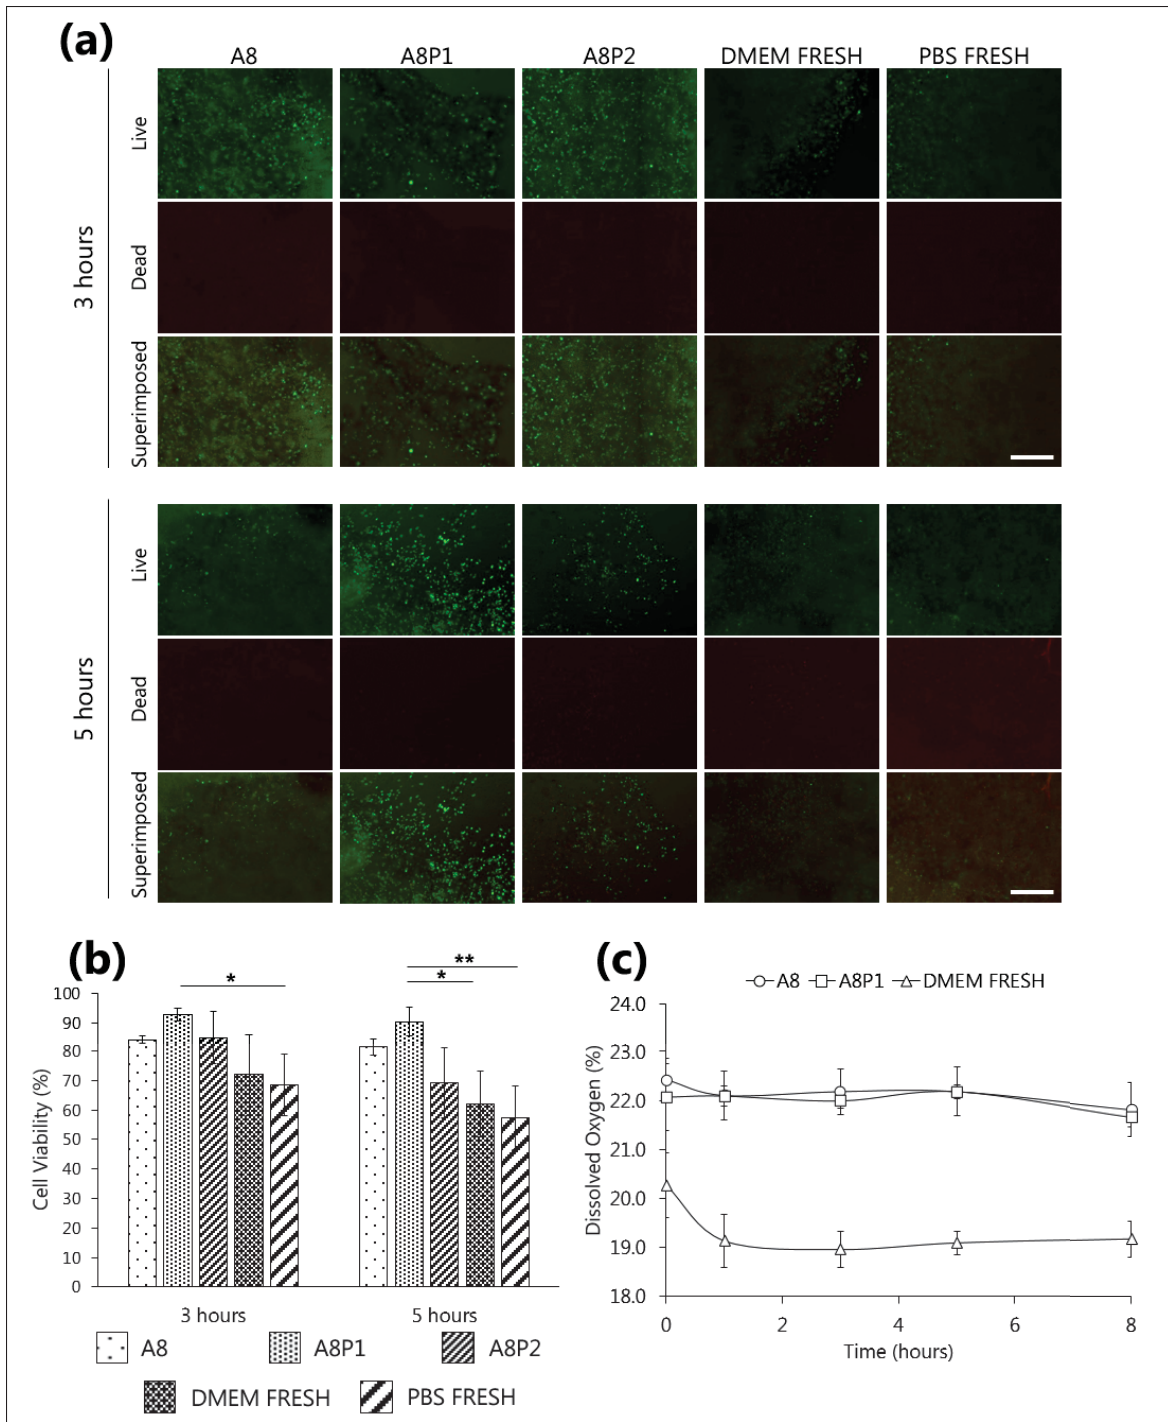 (a)
A8 A8P1 A8P2 DMEM FRESH PBS FRESH
3 hours
Live
Dead
Superimposed
5 hours
Live
Dead
Superimposed
(b)
Cell Viability (%)
100
90
80
70
60
50
40
30
20
10
0
*
**
*
3 hours 5 hours
A8 A8P1 A8P2
DMEM FRESH PBS FRESH
(c)
A8 A8P1 DMEM FRESH
Dissolved Oxygen (%)
24.0
23.0
22.0
21.0
20.0
19.0
18.0
0 2 4 6 8
Time (hours)